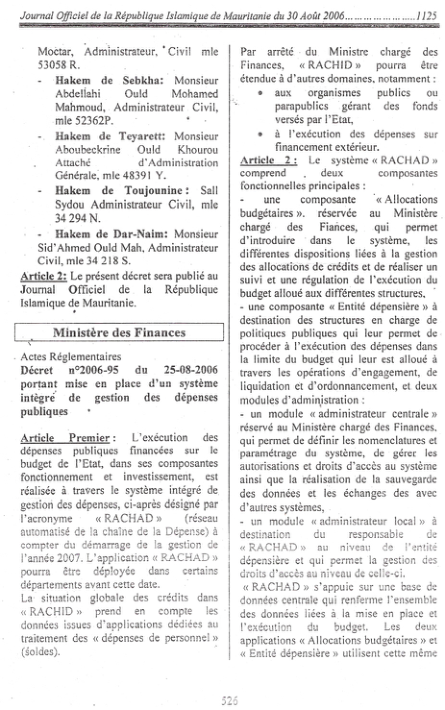 Journal Officiel de la République Islamique de Mauritanie du 30 Août 2006.......................1125
Moctar, Administrateur, Civil mle
53058 R.
- Hakem de Sebkha: Monsieur
Abdellahi Ould Mohamed
Mahmoud, Administrateur Civil,
mle 52362P.
- Hakem de Teyarett: Monsieur
Aboubeckrine Ould Khourou
Attaché d'Administration
Générale, mle 48391 Y.
- Hakem de Toujounine : Sall
Sydou Administrateur Civil, mle
34 294 N.
- Hakem de Dar-Naim: Monsieur
Sid'Ahmed Ould Mah, Administrateur
Civil, mle 34 218 S.
Article 2: Le présent décret sera publié au
Journal Officiel de la République
Islamique de Mauritanie.
Ministère des Finances
Actes Réglementaires
Décret n°2006-95 du 25-08-2006
portant mise en place d'un système
intégré de gestion des dépenses
publiques
Article Premier : L'exécution des
dépenses publiques financées sur le
budget de l'Etat, dans ses composantes
fonctionnement et investissement, est
réalisée à travers le système intégré de
gestion des dépenses, ci-après désigné par
l'acronyme « RACHAD » (réseau
automatisé de la chaîne de la Dépense) à
compter du démarrage de la gestion de
l'année 2007. L'application « RACHAD »
pourra être déployée dans certains
départements avant cette date.
La situation globale des crédits dans
« RACHID » prend en compte les
données issues d'applications dédiées au
traitement des « dépenses de personnel »
(soldes).
Par arrêté du Ministre chargé des
Finances, « RACHID » pourra être
étendue à d'autres domaines, notamment :
• aux organismes publics ou
parapublics gérant des fonds
versés par l'Etat,
• à l'exécution des dépenses sur
financement extérieur.
Article 2 : Le système « RACHAD »
comprend deux composantes
fonctionnelles principales :
- une composante « Allocations
budgétaires ». réservée au Ministère
chargé des Fiances, qui permet
d'introduire dans le système, les
différentes dispositions liées à la gestion
des allocations de crédits et de réaliser un
suivi et une régulation de l'exécution du
budget alloué aux différentes structures,
- une composante « Entité dépensière » à
destination des structures en charge de
politiques publiques qui leur permet de
procéder à l'exécution des dépenses dans
la limite du budget qui leur est alloué à
travers les opérations d'engagement, de
liquidation et d'ordonnancement, et deux
modules d'administration :
- un module « administrateur centrale »
réservé au Ministère chargé des Finances,
qui permet de définir les nomenclatures et
paramétrage du système, de gérer les
autorisations et droits d'accès au système
ainsi que la réalisation de la sauvegarde
des données et les échanges des avec
d'autres systèmes,
- un module « administrateur local » à
destination du responsable de
« RACHAD » au niveau de l'entité
dépensière et qui permet la gestion des
droits d'accès au niveau de celle-ci.
« RACHAD » s'appuie sur une base de
données centrale qui renferme l'ensemble
des données liées à la mise en place et
l'exécution du budget. Les deux
applications « Allocations budgétaires » et
« Entité dépensière » utilisent cette même
526